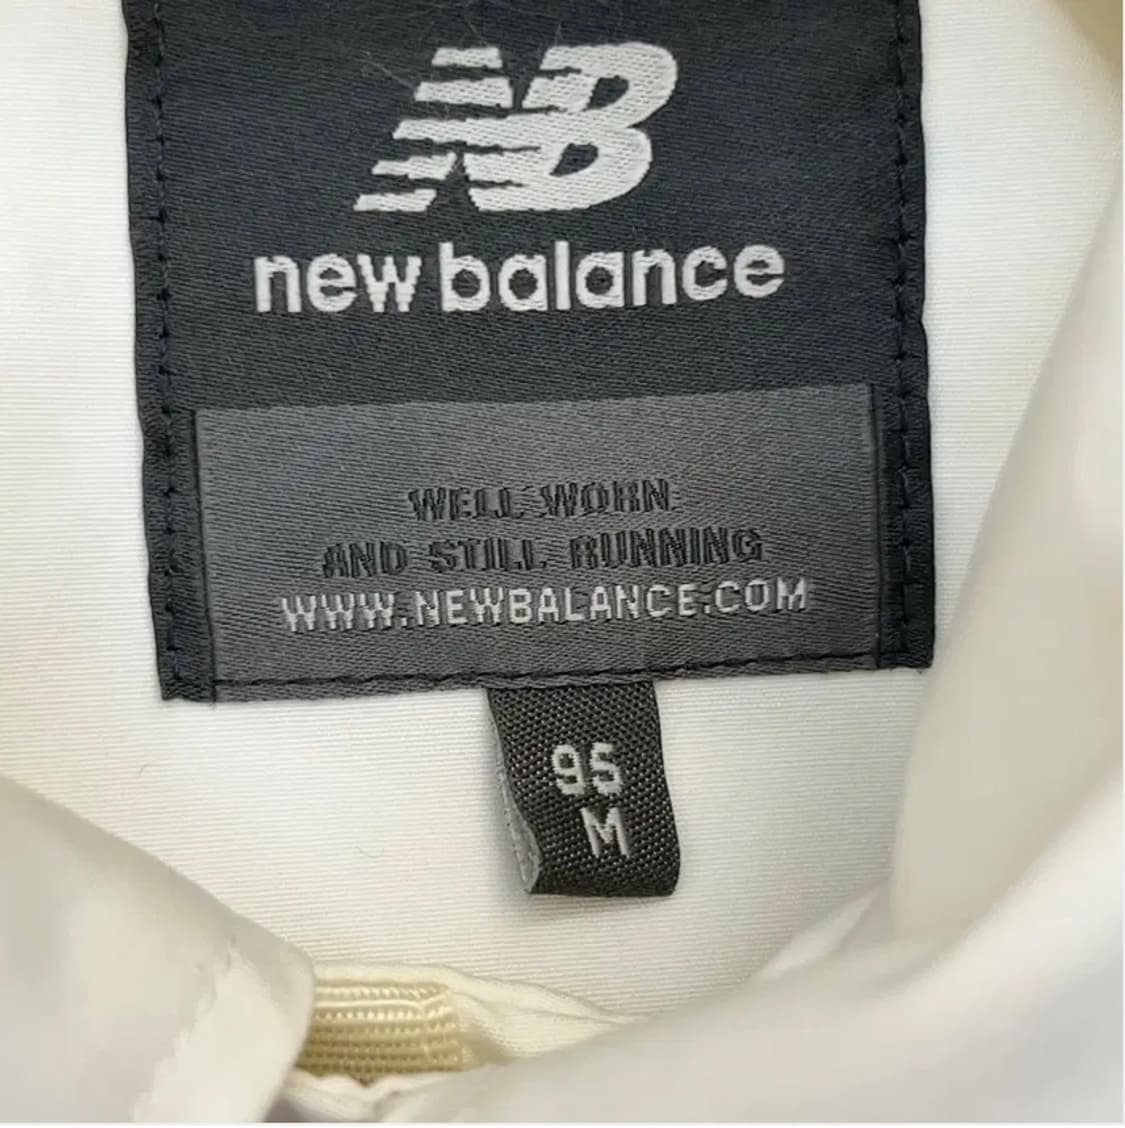 NB
new balance
WELL WORN
AND STILL RUNNING
WWW.NEWBALANCE.COM
95
M